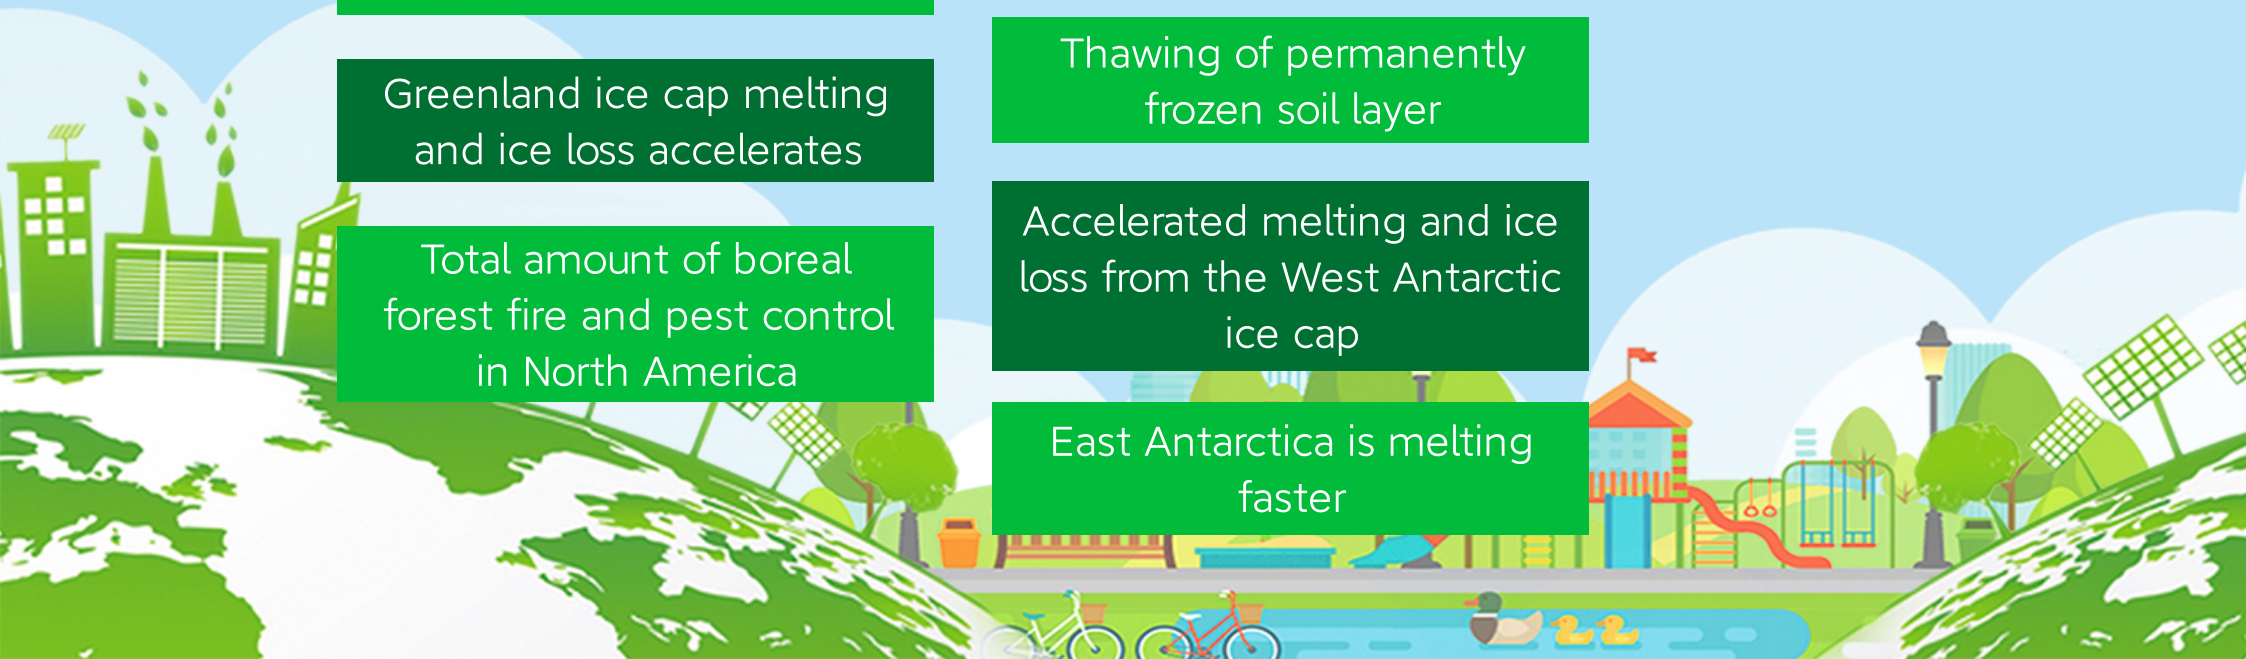 Greenland ice cap melting
and ice loss accelerates
Total amount of boreal
forest fire and pest control
in North America
Thawing of permanently
frozen soil layer
Accelerated melting and ice
loss from the West Antarctic
ice cap
East Antarctica is melting
faster